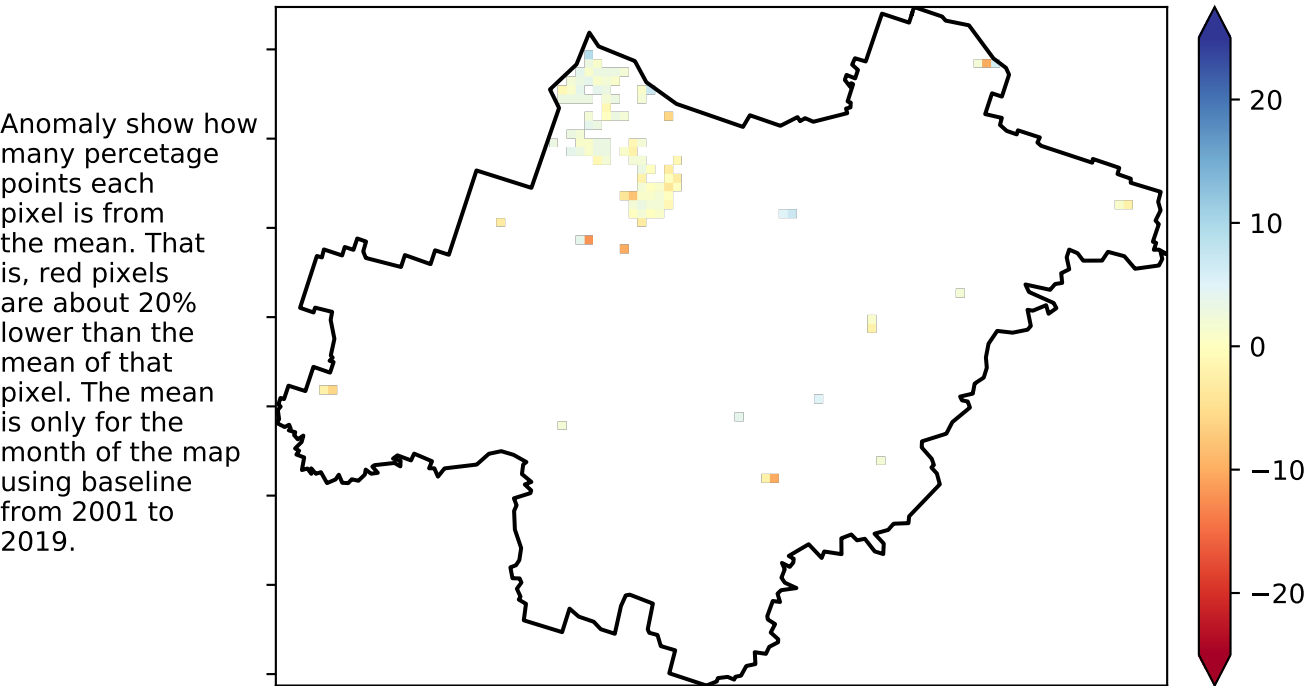 Anomaly show how
many percetage
points each
pixel is from
the mean. That
is, red pixels
are about 20%
lower than the
mean of that
pixel. The mean
is only for the
month of the map
using baseline
from 2001 to
2019.
20
10
0
−10
−20